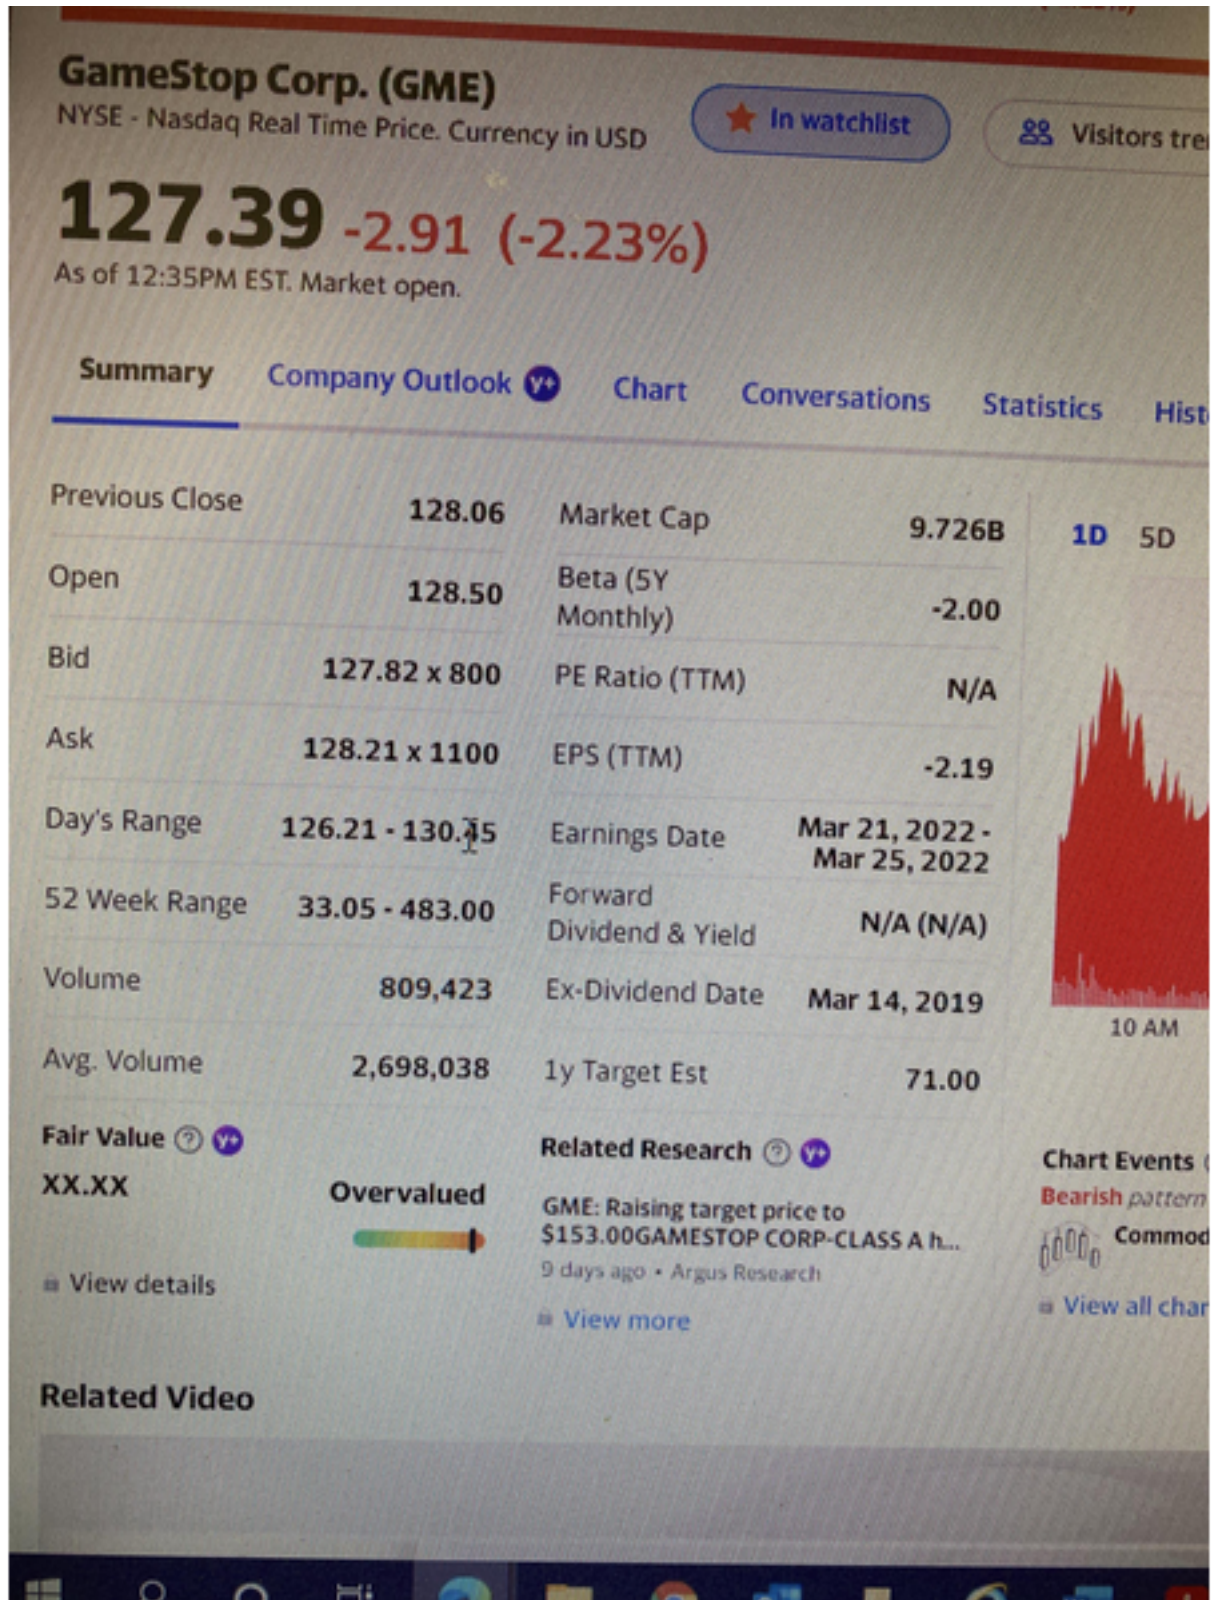 GameStop Corp. (GME)
NYSE - Nasdaq Real Time Price. Currency in USD
In watchlist
Visitors tre
127.39 -2.91 (-2.23%)
As of 12:35PM EST. Market open.
Summary Company Outlook Y+ Chart Conversations Statistics Hist
Previous Close 128.06
Open 128.50
Bid 127.82 x 800
Ask 128.21 x 1100
Day's Range 126.21 - 130.45
52 Week Range 33.05 - 483.00
Volume 809,423
Avg. Volume 2,698,038
Market Cap 9.726B
Beta (5Y
Monthly) -2.00
PE Ratio (TTM) N/A
EPS (TTM) -2.19
Earnings Date Mar 21, 2022 -
Mar 25, 2022
Forward
Dividend & Yield N/A (N/A)
Ex-Dividend Date Mar 14, 2019
1y Target Est 71.00
1D 5D
10 AM
Fair Value ? Y+
XX.XX Overvalued
View details
Related Research ? Y+
GME: Raising target price to
$153.00GAMESTOP CORP-CLASS A h...
9 days ago • Argus Research
View more
Chart Events
Bearish pattern
Commod
View all char
Related Video